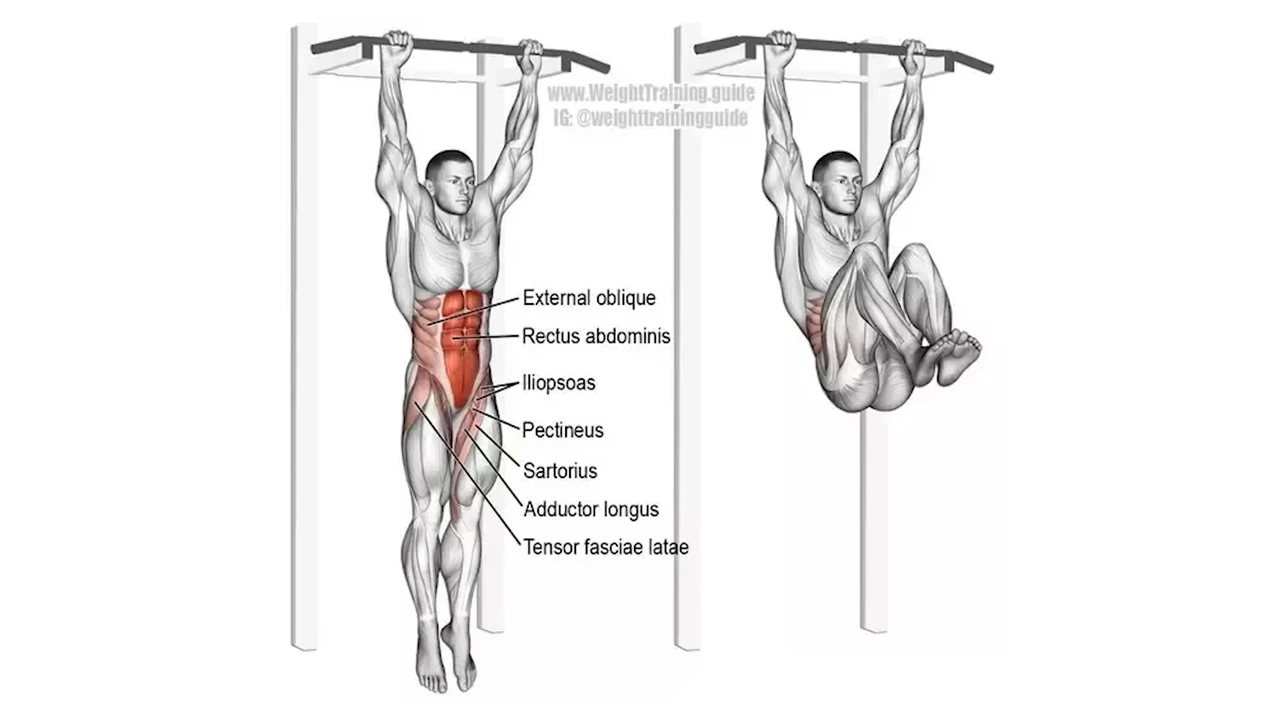 www.WeightTraining.guide
IG: @weighttrainingguide
External oblique
Rectus abdominis
Iliopsoas
Pectineus
Sartorius
Adductor longus
Tensor fasciae latae